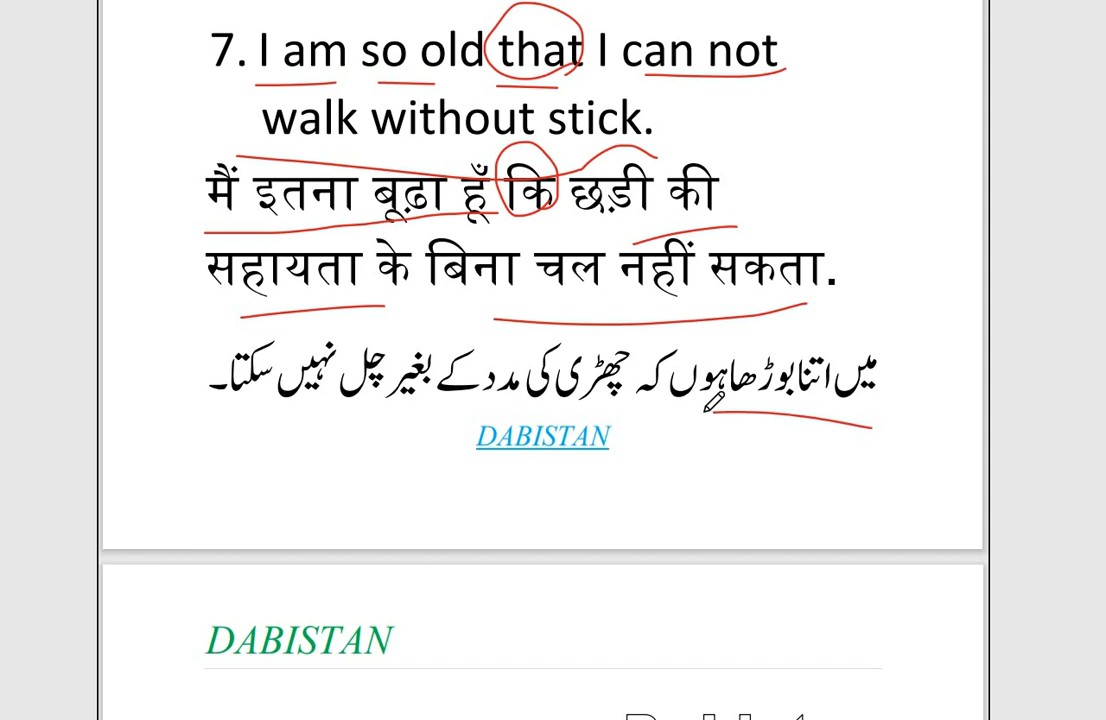 7. I am so old that I can not
walk without stick.
मैं इतना बूढ़ा हूँ कि छड़ी की
सहायता के बिना चल नहीं सकता.
میں اتنا بوڑھا ہوں کہ چھڑی کی مدد کے بغیر چل نہیں سکتا۔
DABISTAN
DABISTAN